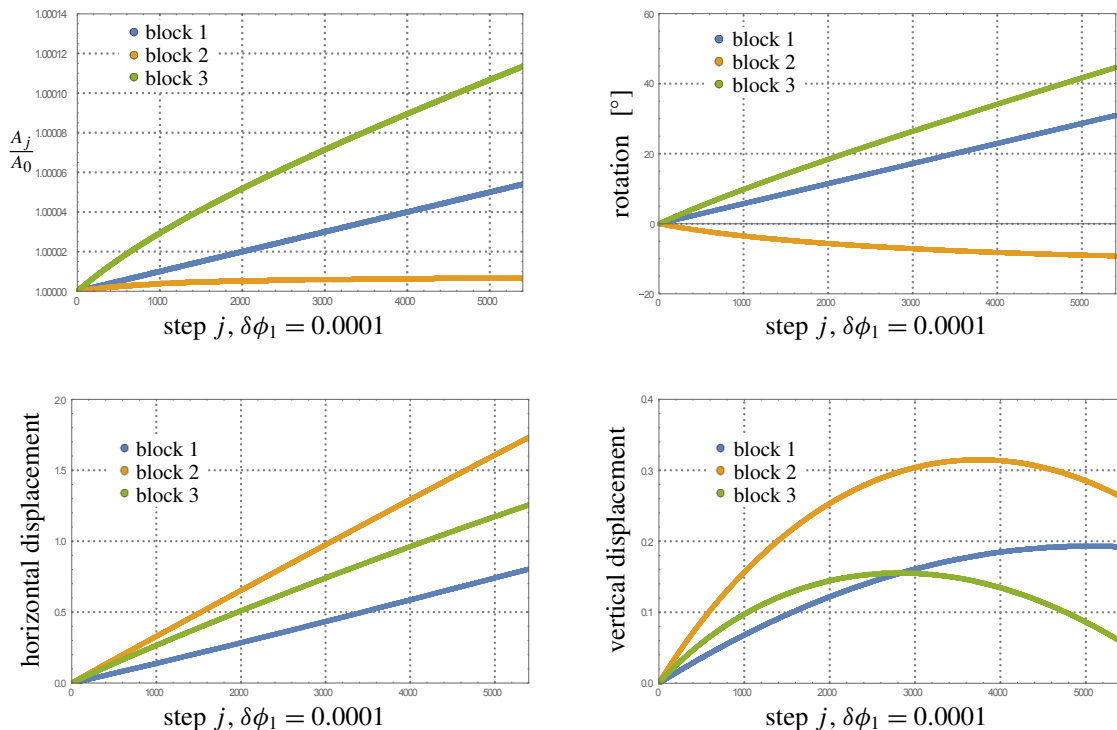 1.00014
1.00012
1.00010
1.00008
1.00006
1.00004
1.00002
1.00000
A_j
A_0
block 1
block 2
block 3
0 1000 2000 3000 4000 5000
step j, δϕ₁ = 0.0001
60
40
20
0
−20
rotation [°]
block 1
block 2
block 3
0 1000 2000 3000 4000 5000
step j, δϕ₁ = 0.0001
2.0
1.5
1.0
0.5
0.0
horizontal displacement
block 1
block 2
block 3
0 1000 2000 3000 4000 5000
step j, δϕ₁ = 0.0001
0.4
0.3
0.2
0.1
0.0
vertical displacement
block 1
block 2
block 3
0 1000 2000 3000 4000 5000
step j, δϕ₁ = 0.0001